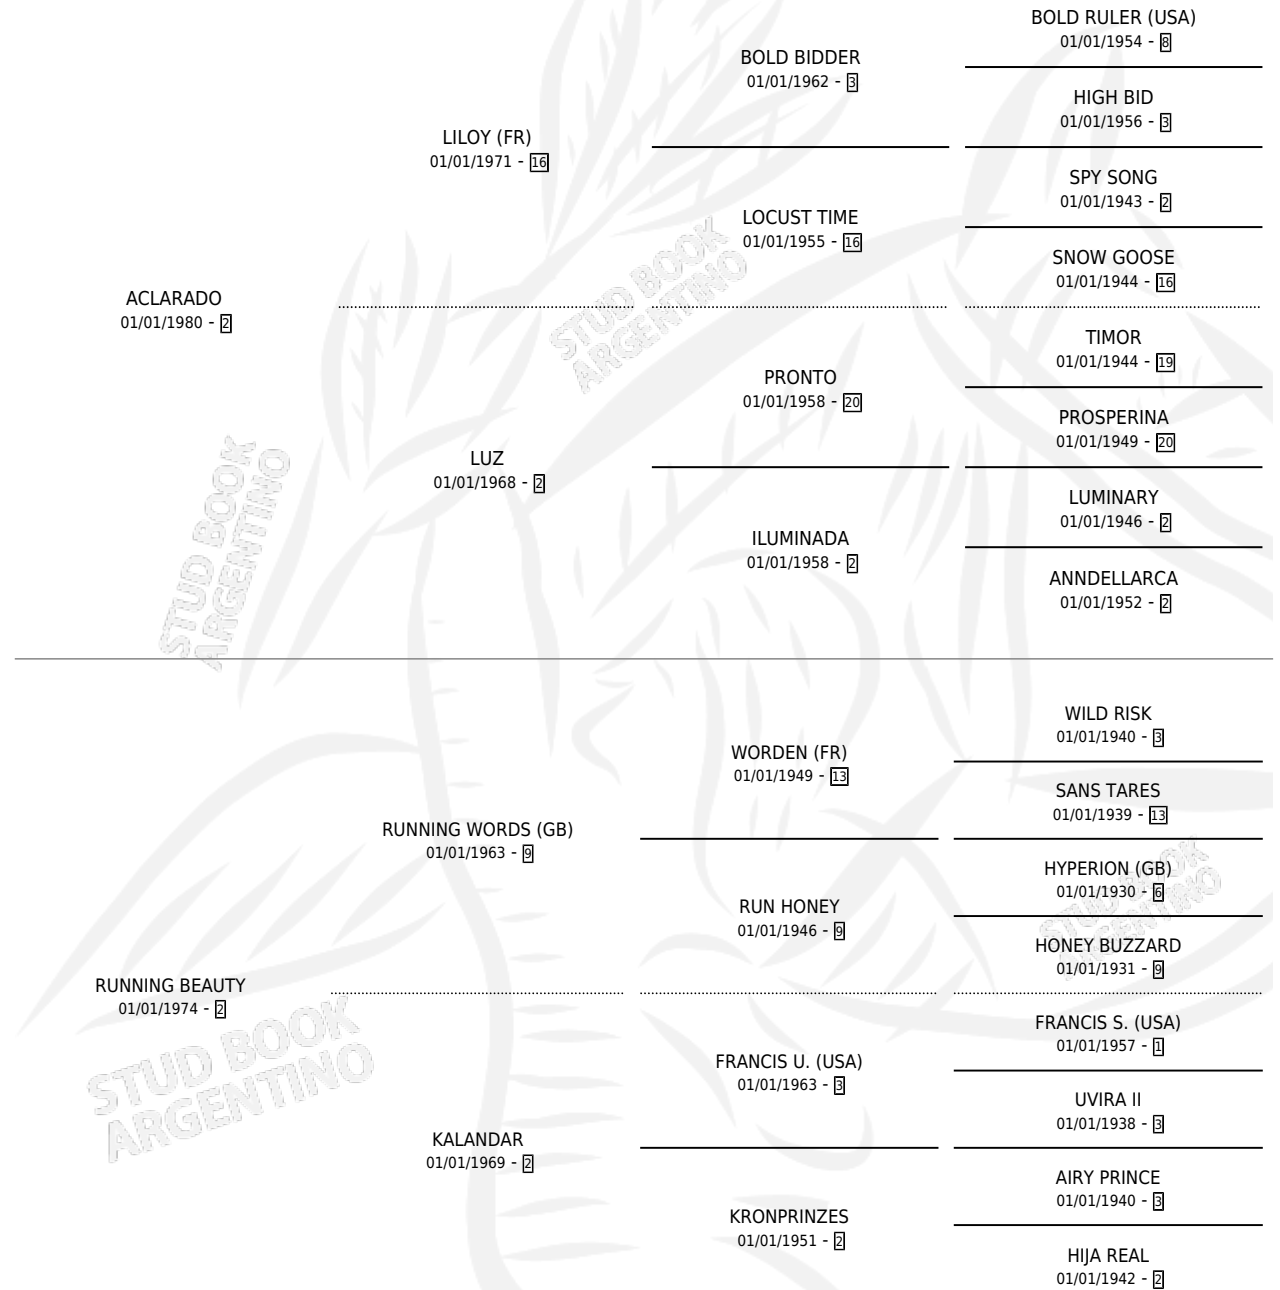 BOLD RULER (USA)
01/01/1954 - 8
BOLD BIDDER
01/01/1962 - 3
HIGH BID
01/01/1956 - 3
LILOY (FR)
01/01/1971 - 16
SPY SONG
01/01/1943 - 2
LOCUST TIME
01/01/1955 - 16
SNOW GOOSE
01/01/1944 - 16
ACLARADO
01/01/1980 - 2
STUD BOOK
ARGENTINO
TIMOR
01/01/1944 - 19
PRONTO
01/01/1958 - 20
PROSPERINA
01/01/1949 - 20
LUZ
01/01/1968 - 2
LUMINARY
01/01/1946 - 2
ILUMINADA
01/01/1958 - 2
ANNDELLARCA
01/01/1952 - 2
STUD BOOK
ARGENTINO
WILD RISK
01/01/1940 - 3
WORDEN (FR)
01/01/1949 - 13
SANS TARES
01/01/1939 - 13
RUNNING WORDS (GB)
01/01/1963 - 9
HYPERION (GB)
01/01/1930 - 6
RUN HONEY
01/01/1946 - 9
STUD BOOK
ARGENTINO
HONEY BUZZARD
01/01/1931 - 9
RUNNING BEAUTY
01/01/1974 - 2
FRANCIS S. (USA)
01/01/1957 - 1
STUD BOOK
ARGENTINO
FRANCIS U. (USA)
01/01/1963 - 3
UVIRA II
01/01/1938 - 3
KALANDAR
01/01/1969 - 2
AIRY PRINCE
01/01/1940 - 3
KRONPRINZES
01/01/1951 - 2
HIJA REAL
01/01/1942 - 2